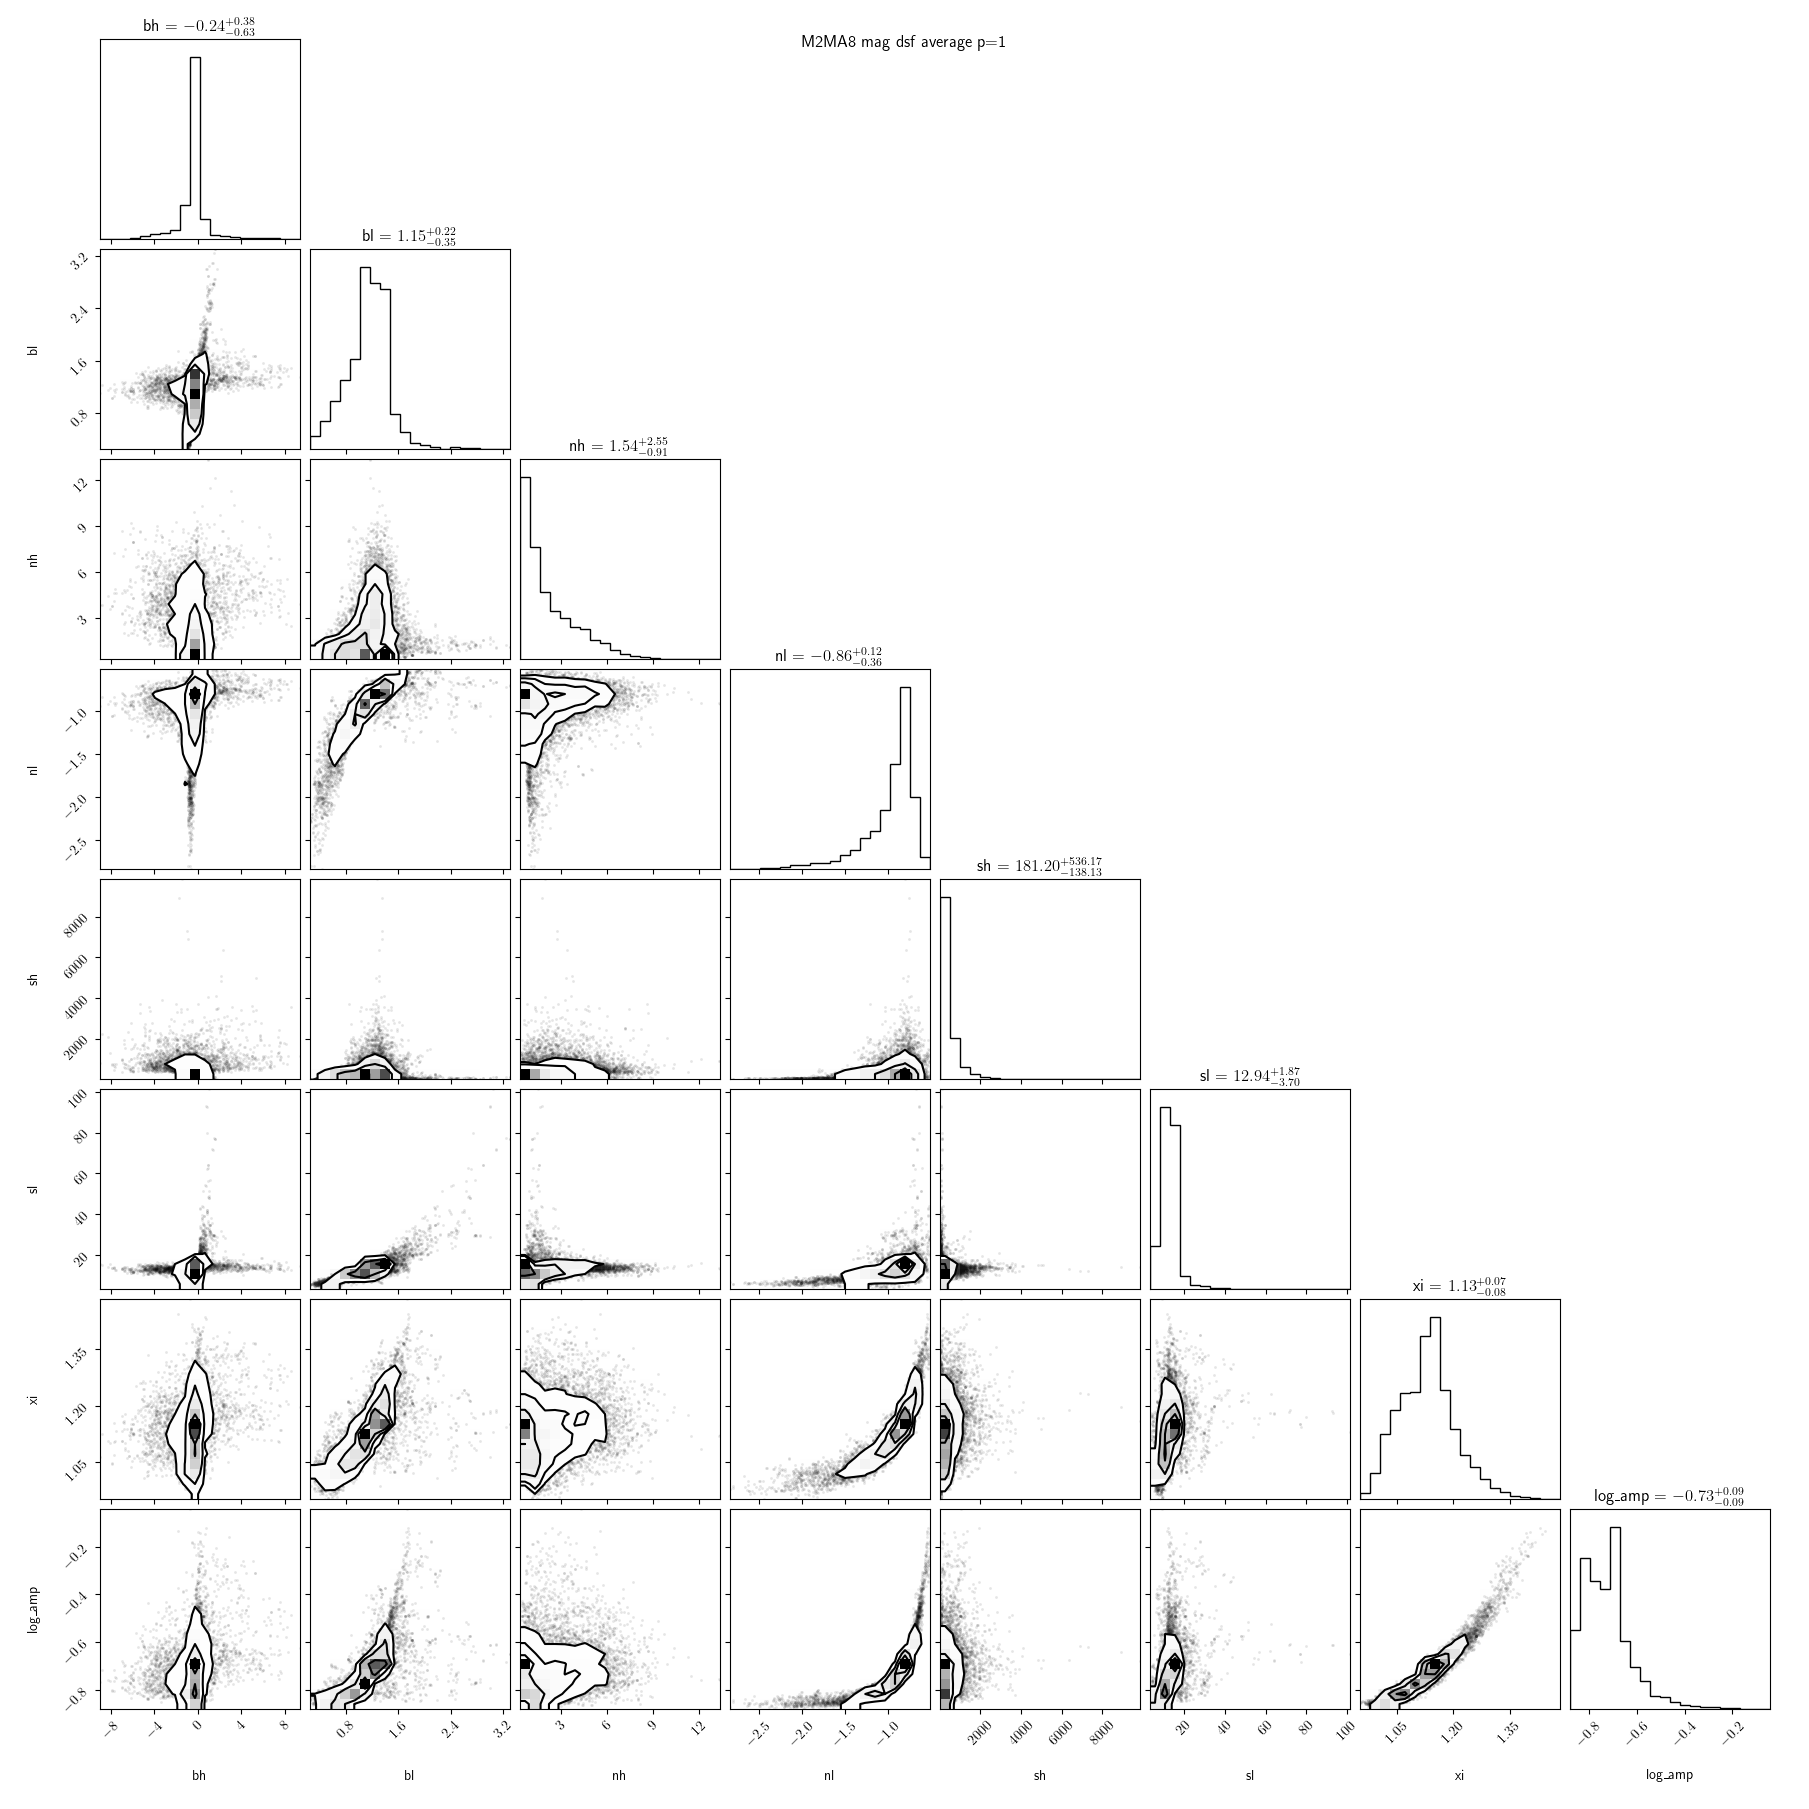 bh = −0.24 +0.38 −0.63
M2MA8 mag dsf average p=1
bl = 1.15 +0.22 −0.35
3.2
2.4
1.6
0.8
bl
nh = 1.54 +2.55 −0.91
12
9
6
3
nh
nl = −0.86 +0.12 −0.36
−1.0
−1.5
−2.0
−2.5
nl
sh = 181.20 +536.17 −138.13
8000
6000
4000
2000
sh
sl = 12.94 +1.87 −3.70
100
80
60
40
20
sl
xi = 1.13 +0.07 −0.08
1.35
1.20
1.05
xi
log_amp = −0.73 +0.09 −0.09
−0.2
−0.4
−0.6
−0.8
log_amp
−8 −4 0 4 8 0.8 1.6 2.4 3.2 3 6 9 12 −2.5 −2.0 −1.5 −1.0 2000 4000 6000 8000 20 40 60 80 100 1.05 1.20 1.35 −0.8 −0.6 −0.4 −0.2
bh bl nh nl sh sl xi log_amp